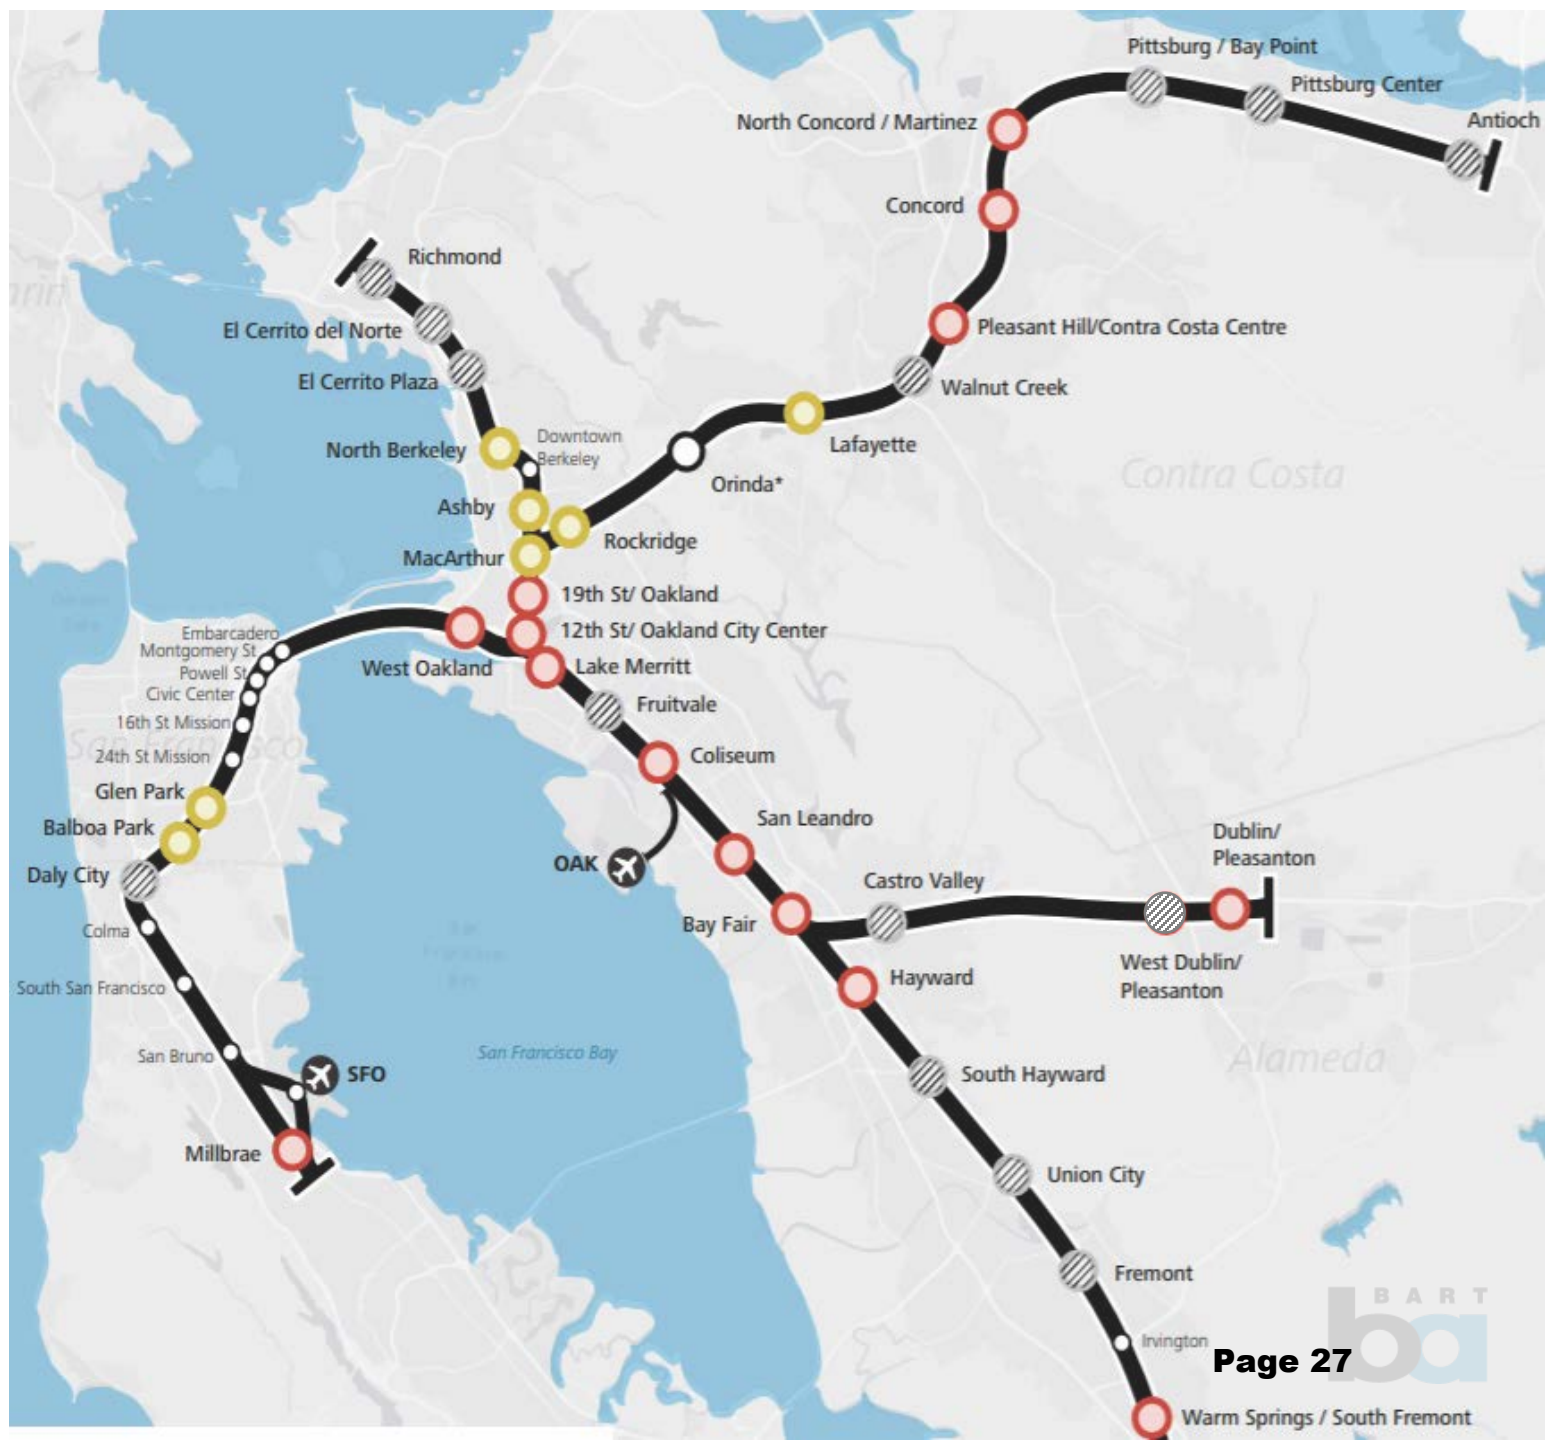 Pittsburg / Bay Point
Pittsburg Center
Antioch
North Concord / Martinez
Concord
Richmond
arin
El Cerrito del Norte
Pleasant Hill/Contra Costa Centre
El Cerrito Plaza
Walnut Creek
North Berkeley
Downtown
Berkeley
Lafayette
Contra Costa
Orinda*
Ashby
Rockridge
MacArthur
19th St/ Oakland
12th St/ Oakland City Center
Embarcadero
Montgomery St
West Oakland
Lake Merritt
Powell St
Civic Center
Fruitvale
16th St Mission
San Francisco
24th St Mission
Coliseum
Glen Park
San Leandro
Balboa Park
Dublin/
Pleasanton
OAK
Daly City
Castro Valley
Colma
Bay Fair
West Dublin/
Pleasanton
Hayward
South San Francisco
San Bruno
San Francisco Bay
Alameda
SFO
South Hayward
Millbrae
Union City
Fremont
BART
ba
Irvington
Page 27
Warm Springs / South Fremont